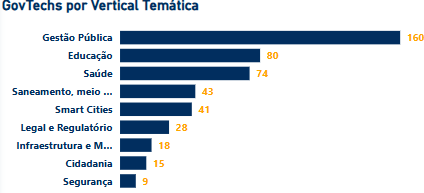 GovTechs por Vertical Temática
Gestão Pública 160
Educação 80
Saúde 74
Saneamento, meio ... 43
Smart Cities 41
Legal e Regulatório 28
Infraestrutura e M... 18
Cidadania 15
Segurança 9